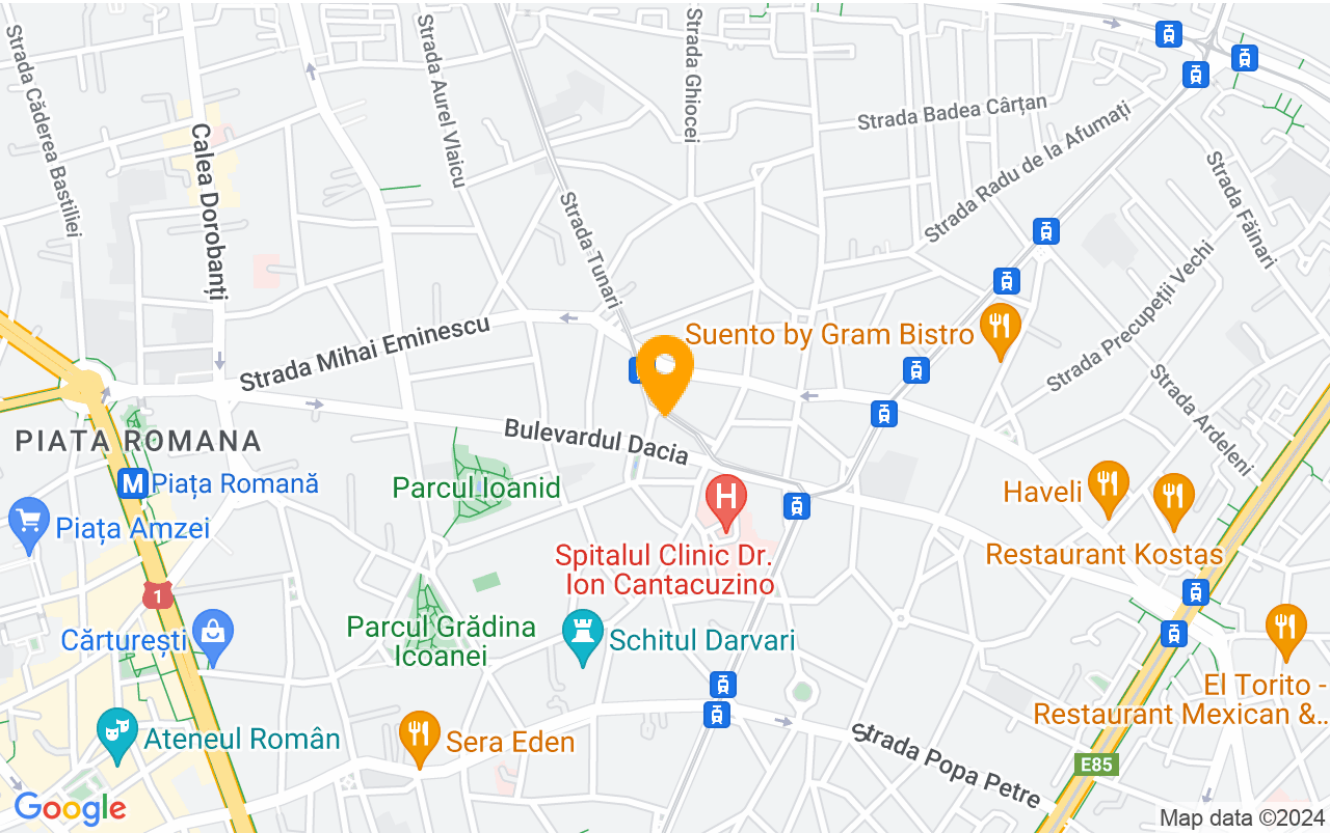 Strada Căderea Bastiliei
Calea Dorobanți
Strada Aurel Vlaicu
Strada Ghiocei
Strada Badea Cârțan
Strada Radu de la Afumați
Strada Făinari
Strada Tunari
Strada Precupeții Vechi
Strada Mihai Eminescu
Suento by Gram Bistro
Strada Ardeleni
PIATA ROMANA
Bulevardul Dacia
M
Piața Romană
Parcul Ioanid
H
Haveli
Piața Amzei
Spitalul Clinic Dr.
Ion Cantacuzino
Restaurant Kostas
1
Cărturești
Parcul Grădina
Icoanei
Schitul Darvari
El Torito -
Restaurant Mexican &...
Ateneul Român
Sera Eden
Strada Popa Petre
E85
Google
Map data ©2024